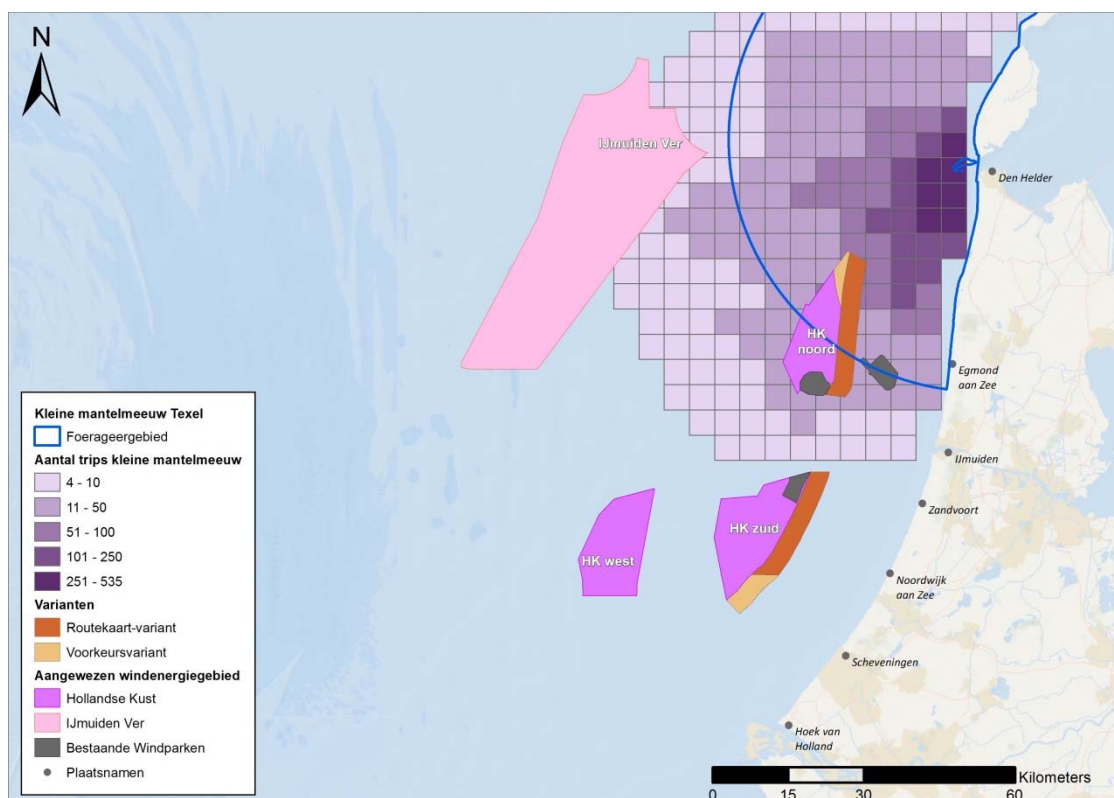 N
IJmuiden Ver
Den Helder
HK
noord
Egmond
aan Zee
IJmuiden
Zandvoort
HK zuid
HK west
Noordwijk
aan Zee
Scheveningen
Hoek van
Holland
Kleine mantelmeeuw Texel
Foerageergebied
Aantal trips kleine mantelmeeuw
4 - 10
11 - 50
51 - 100
101 - 250
251 - 535
Varianten
Routekaart-variant
Voorkeursvariant
Aangewezen windenergiegebied
Hollandse Kust
IJmuiden Ver
Bestaande Windparken
Plaatsnamen
Kilometers
0 15 30 60